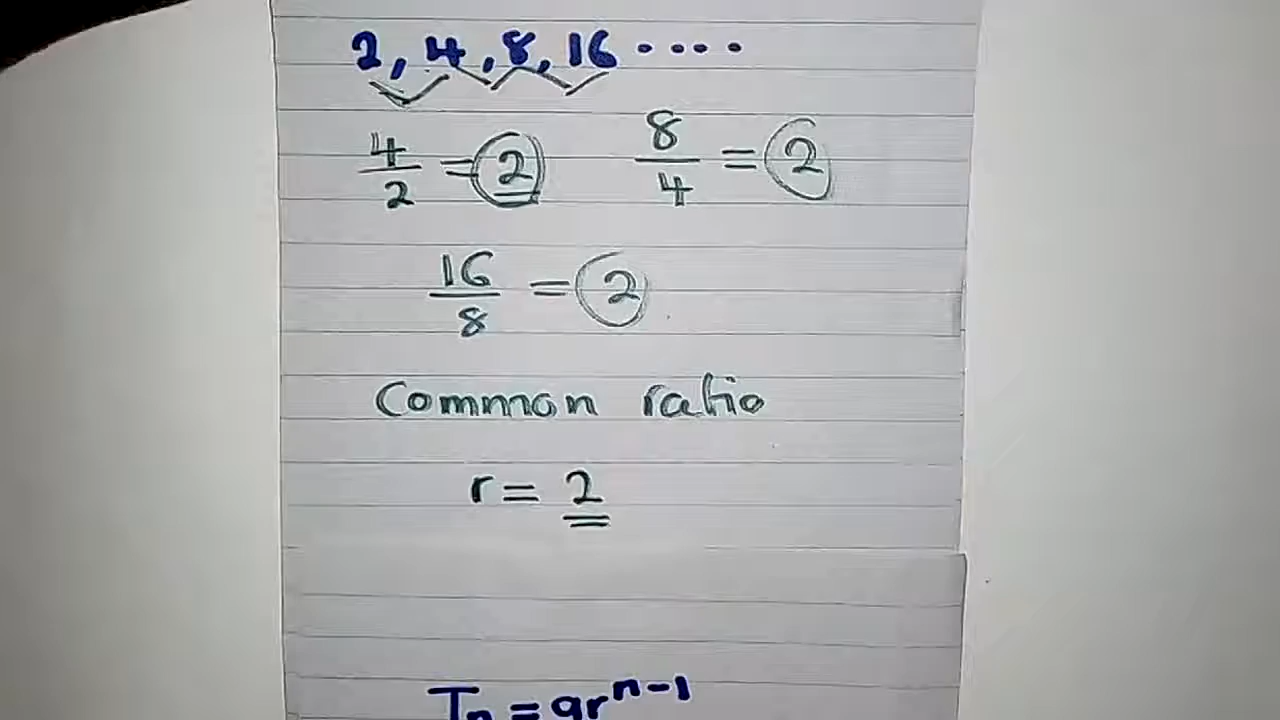 2, 4, 8, 16 ....
4/2 = 2 8/4 = 2
16/8 = 2
Common ratio
r = 2
Tn = ar^n-1